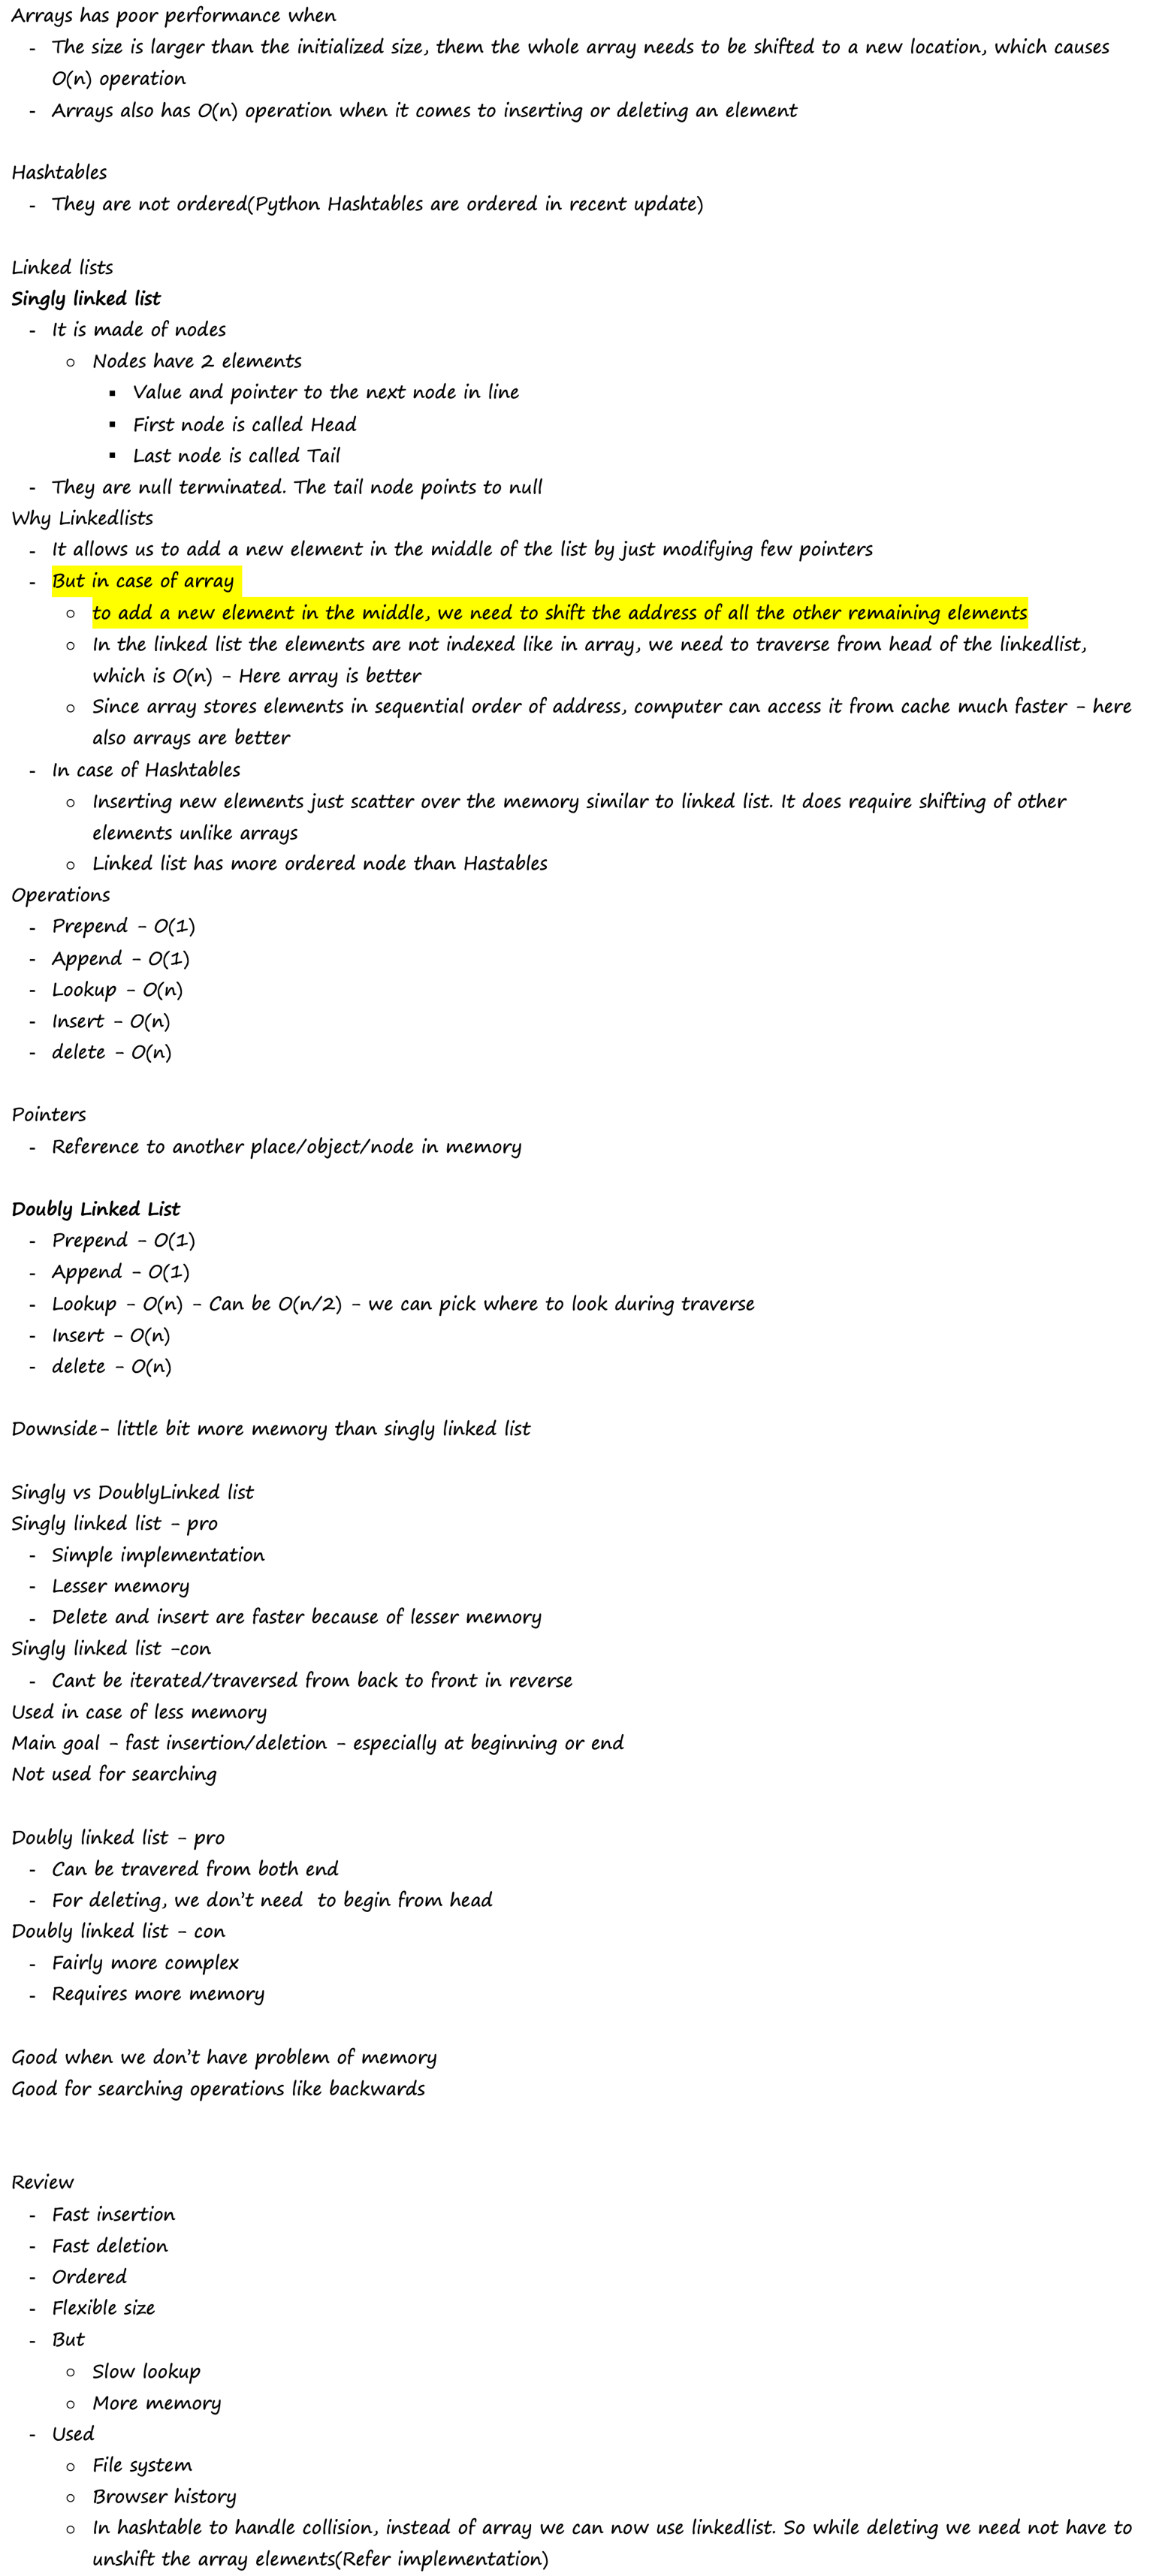 Arrays has poor performance when
- The size is larger than the initialized size, them the whole array needs to be shifted to a new location, which causes
O(n) operation
- Arrays also has O(n) operation when it comes to inserting or deleting an element
Hashtables
- They are not ordered(Python Hashtables are ordered in recent update)
Linked lists
Singly linked list
- It is made of nodes
○ Nodes have 2 elements
▪ Value and pointer to the next node in line
▪ First node is called Head
▪ Last node is called Tail
- They are null terminated. The tail node points to null
Why Linkedlists
- It allows us to add a new element in the middle of the list by just modifying few pointers
- But in case of array
○ to add a new element in the middle, we need to shift the address of all the other remaining elements
○ In the linked list the elements are not indexed like in array, we need to traverse from head of the linkedlist,
which is O(n) - Here array is better
○ Since array stores elements in sequential order of address, computer can access it from cache much faster - here
also arrays are better
- In case of Hashtables
○ Inserting new elements just scatter over the memory similar to linked list. It does require shifting of other
elements unlike arrays
○ Linked list has more ordered node than Hastables
Operations
- Prepend - O(1)
- Append - O(1)
- Lookup - O(n)
- Insert - O(n)
- delete - O(n)
Pointers
- Reference to another place/object/node in memory
Doubly Linked List
- Prepend - O(1)
- Append - O(1)
- Lookup - O(n) - Can be O(n/2) - we can pick where to look during traverse
- Insert - O(n)
- delete - O(n)
Downside- little bit more memory than singly linked list
Singly vs DoublyLinked list
Singly linked list - pro
- Simple implementation
- Lesser memory
- Delete and insert are faster because of lesser memory
Singly linked list -con
- Cant be iterated/traversed from back to front in reverse
Used in case of less memory
Main goal - fast insertion/deletion - especially at beginning or end
Not used for searching
Doubly linked list - pro
- Can be travered from both end
- For deleting, we don't need to begin from head
Doubly linked list - con
- Fairly more complex
- Requires more memory
Good when we don't have problem of memory
Good for searching operations like backwards
Review
- Fast insertion
- Fast deletion
- Ordered
- Flexible size
- But
○ Slow lookup
○ More memory
- Used
○ File system
○ Browser history
○ In hashtable to handle collision, instead of array we can now use linkedlist. So while deleting we need not have to
unshift the array elements(Refer implementation)